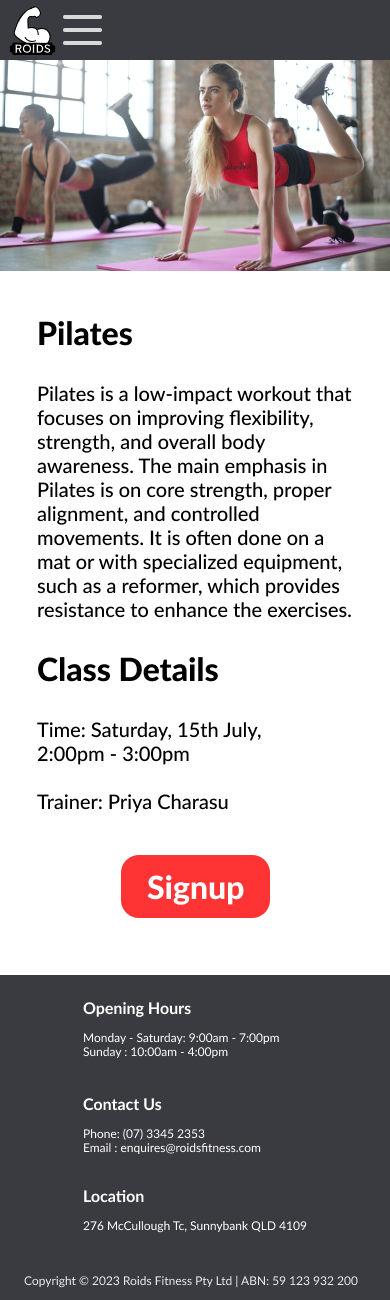 ROIDS
Pilates
Pilates is a low-impact workout that
focuses on improving flexibility,
strength, and overall body
awareness. The main emphasis in
Pilates is on core strength, proper
alignment, and controlled
movements. It is often done on a
mat or with specialized equipment,
such as a reformer, which provides
resistance to enhance the exercises.
Class Details
Time: Saturday, 15th July,
2:00pm - 3:00pm
Trainer: Priya Charasu
Signup
Opening Hours
Monday - Saturday: 9:00am - 7:00pm
Sunday : 10:00am - 4:00pm
Contact Us
Phone: (07) 3345 2353
Email : enquires@roidsfitness.com
Location
276 McCullough Tc, Sunnybank QLD 4109
Copyright © 2023 Roids Fitness Pty Ltd | ABN: 59 123 932 200